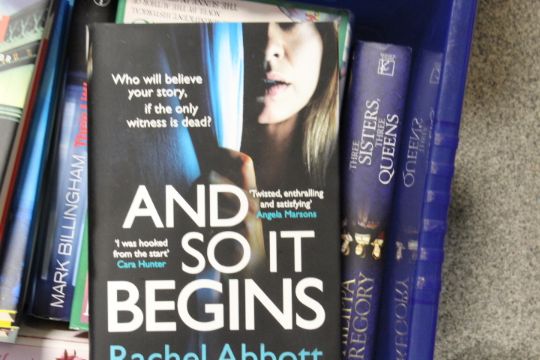 Who will believe
your story,
if the only
witness is dead?
AND
SO IT
BEGINS
'Twisted, enthralling
and satisfying'
Angela Marsons
'I was hooked
from the start'
Cara Hunter
Rachel Abbott
MARK BILLINGHAM
THREE
SISTERS,
THREE
QUEENS
PHILIPPA
GREGORY